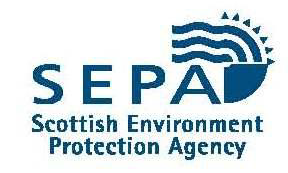 SEPA
Scottish Environment
Protection Agency